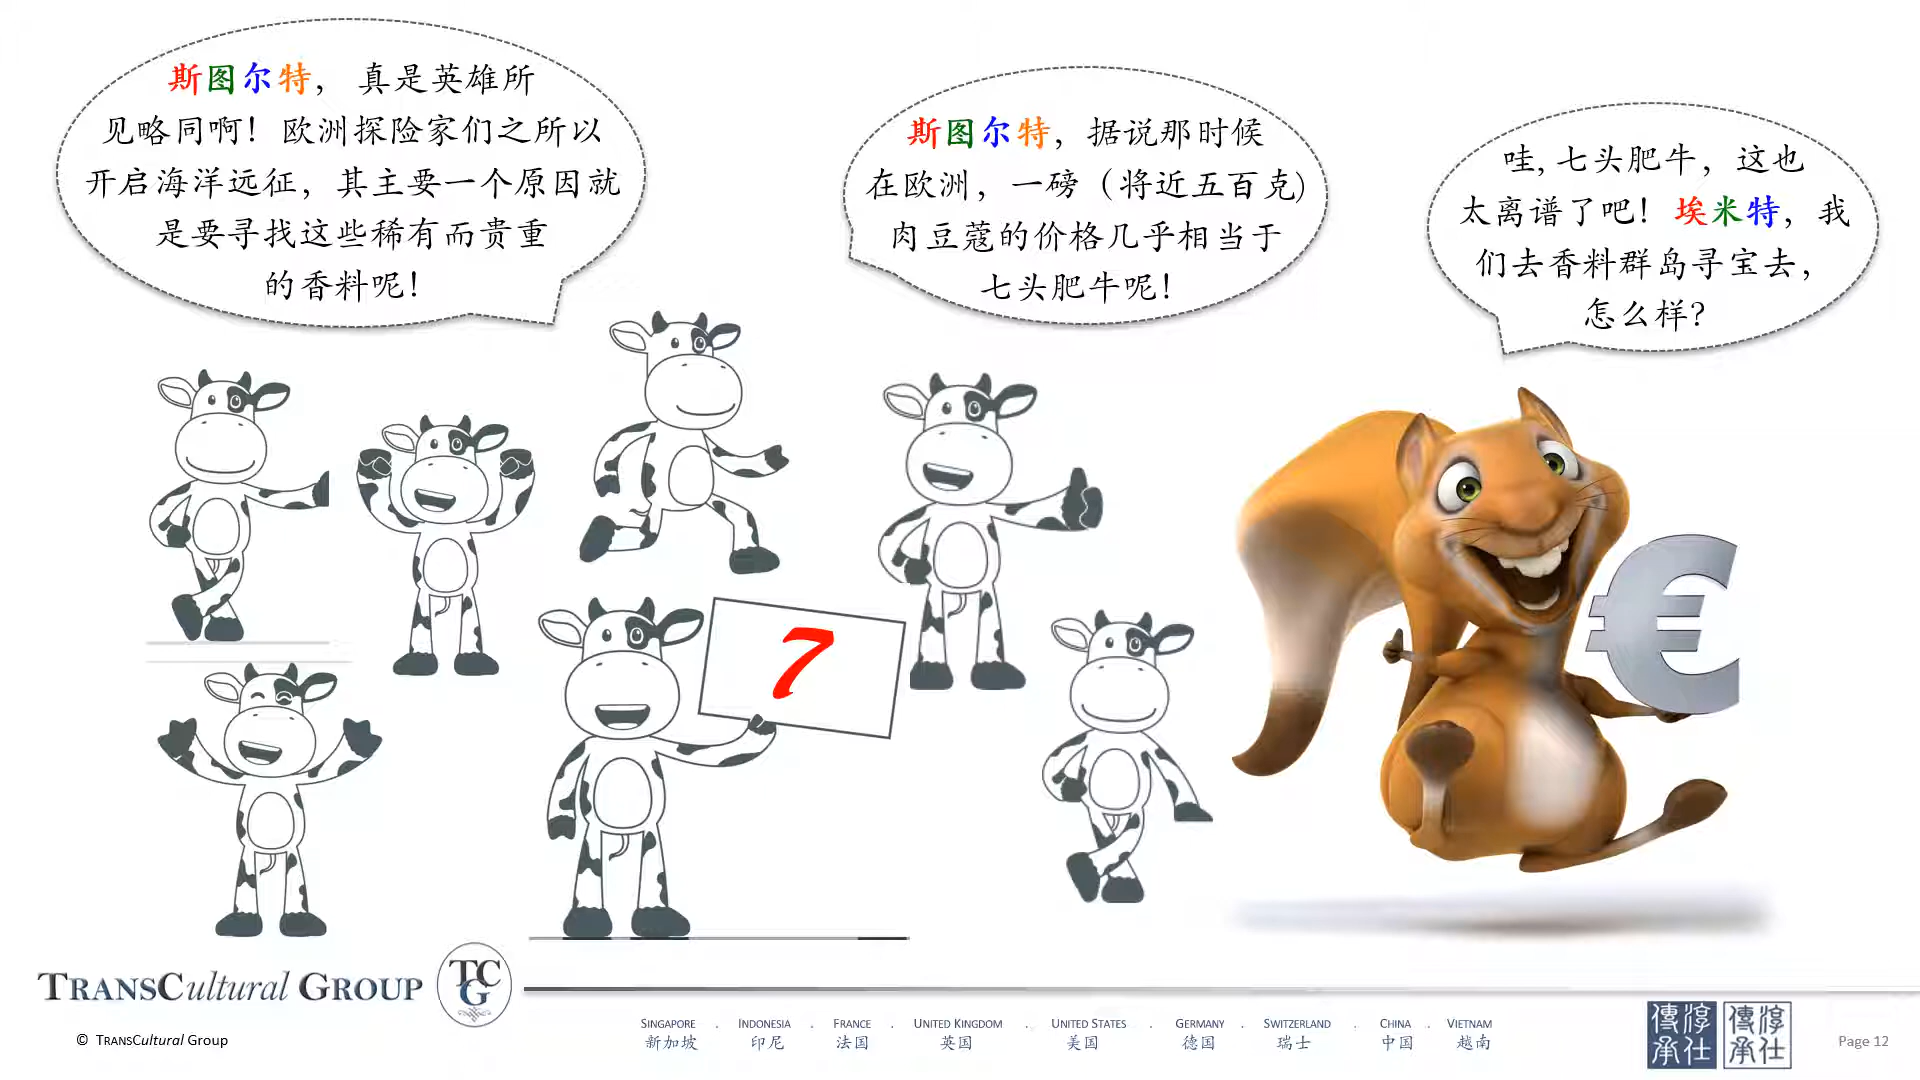 斯图尔特， 真是英雄所
见略同啊！欧洲探险家们之所以
开启海洋远征，其主要一个原因就
是要寻找这些稀有而贵重
的香料呢！
斯图尔特，据说那时候
在欧洲，一磅（将近五百克)
肉豆蔻的价格几乎相当于
七头肥牛呢！
哇, 七头肥牛，这也
太离谱了吧！埃米特，我
们去香料群岛寻宝去，
怎么样？
7
€
TRANSCultural GROUP
TCG
© TRANSCultural Group
SINGAPORE . INDONESIA . FRANCE . UNITED KINGDOM . UNITED STATES . GERMANY . SWITZERLAND . CHINA . VIETNAM
新加坡 印尼 法国 英国 美国 德国 瑞士 中国 越南
傳淳
承仕
傳淳
承仕
Page 12